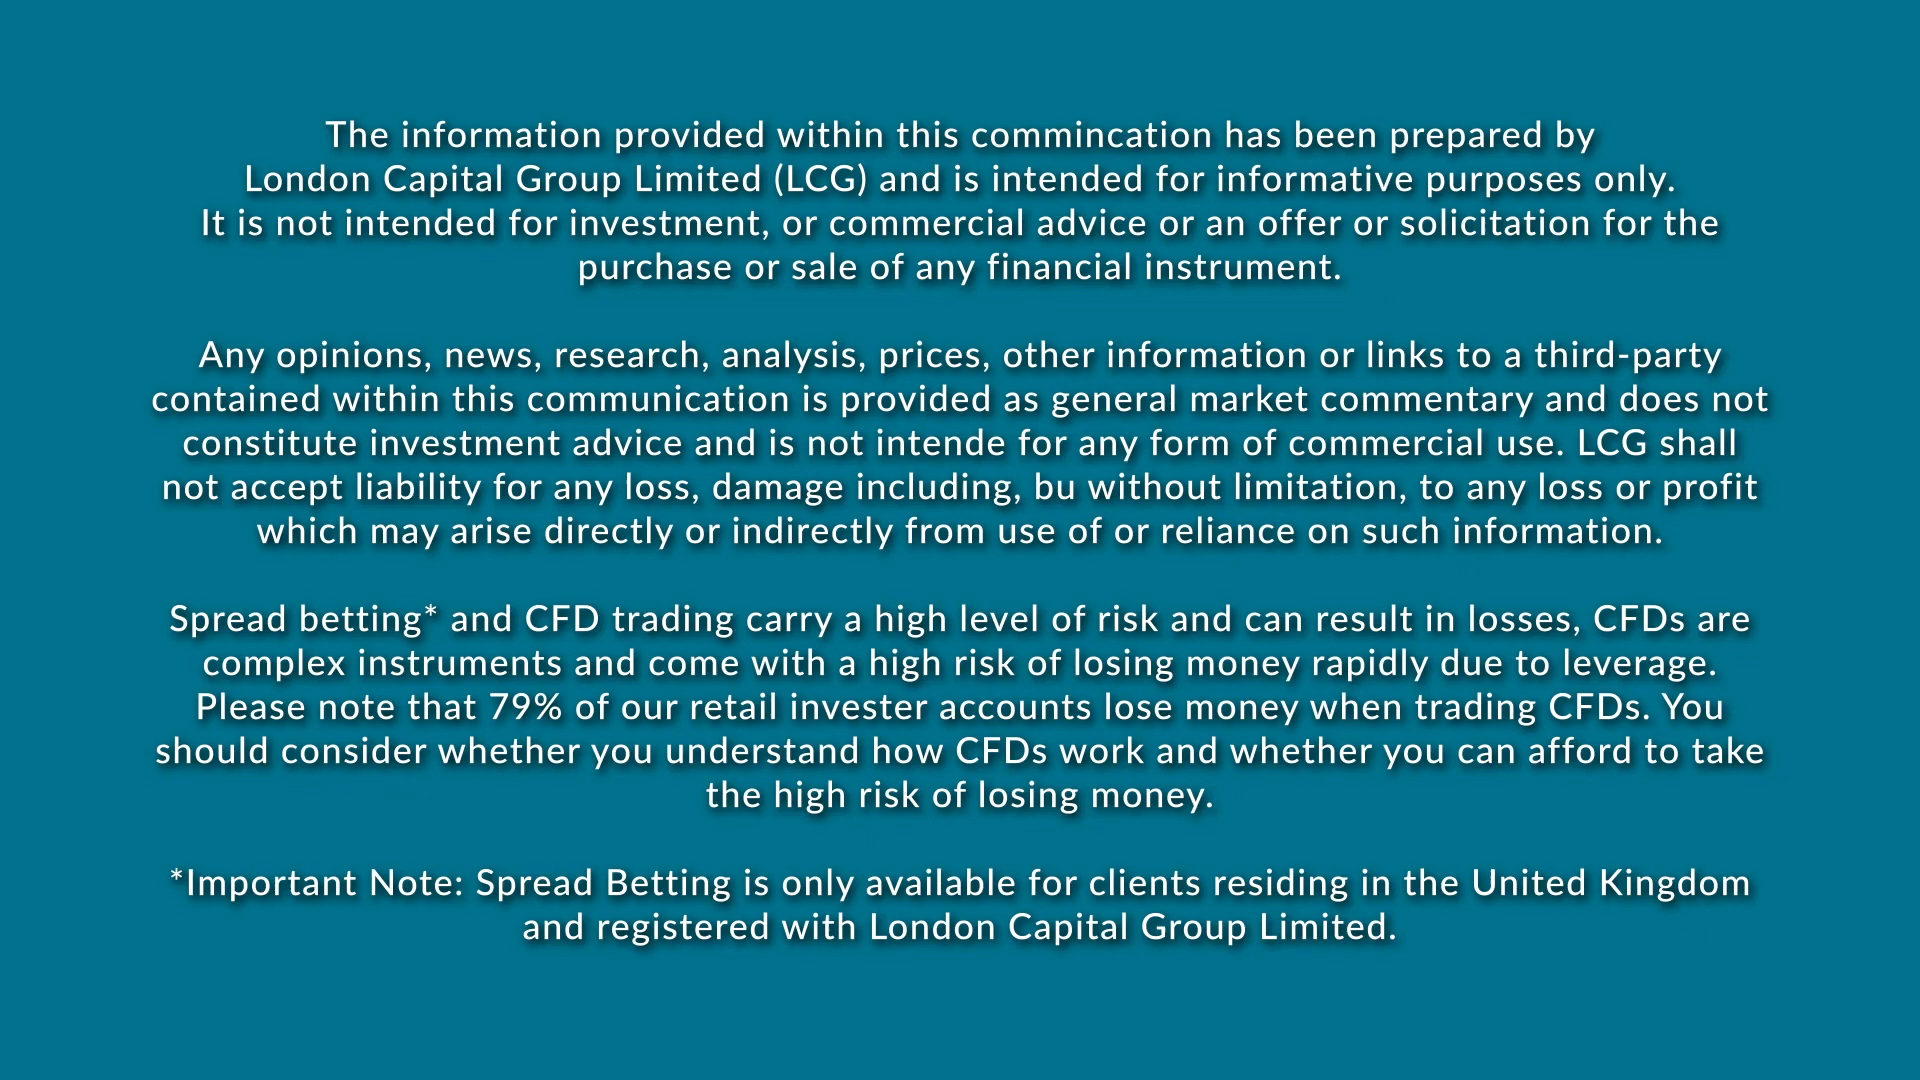 The information provided within this commincation has been prepared by
London Capital Group Limited (LCG) and is intended for informative purposes only.
It is not intended for investment, or commercial advice or an offer or solicitation for the
purchase or sale of any financial instrument.
Any opinions, news, research, analysis, prices, other information or links to a third-party
contained within this communication is provided as general market commentary and does not
constitute investment advice and is not intende for any form of commercial use. LCG shall
not accept liability for any loss, damage including, bu without limitation, to any loss or profit
which may arise directly or indirectly from use of or reliance on such information.
Spread betting* and CFD trading carry a high level of risk and can result in losses, CFDs are
complex instruments and come with a high risk of losing money rapidly due to leverage.
Please note that 79% of our retail invester accounts lose money when trading CFDs. You
should consider whether you understand how CFDs work and whether you can afford to take
the high risk of losing money.
*Important Note: Spread Betting is only available for clients residing in the United Kingdom
and registered with London Capital Group Limited.